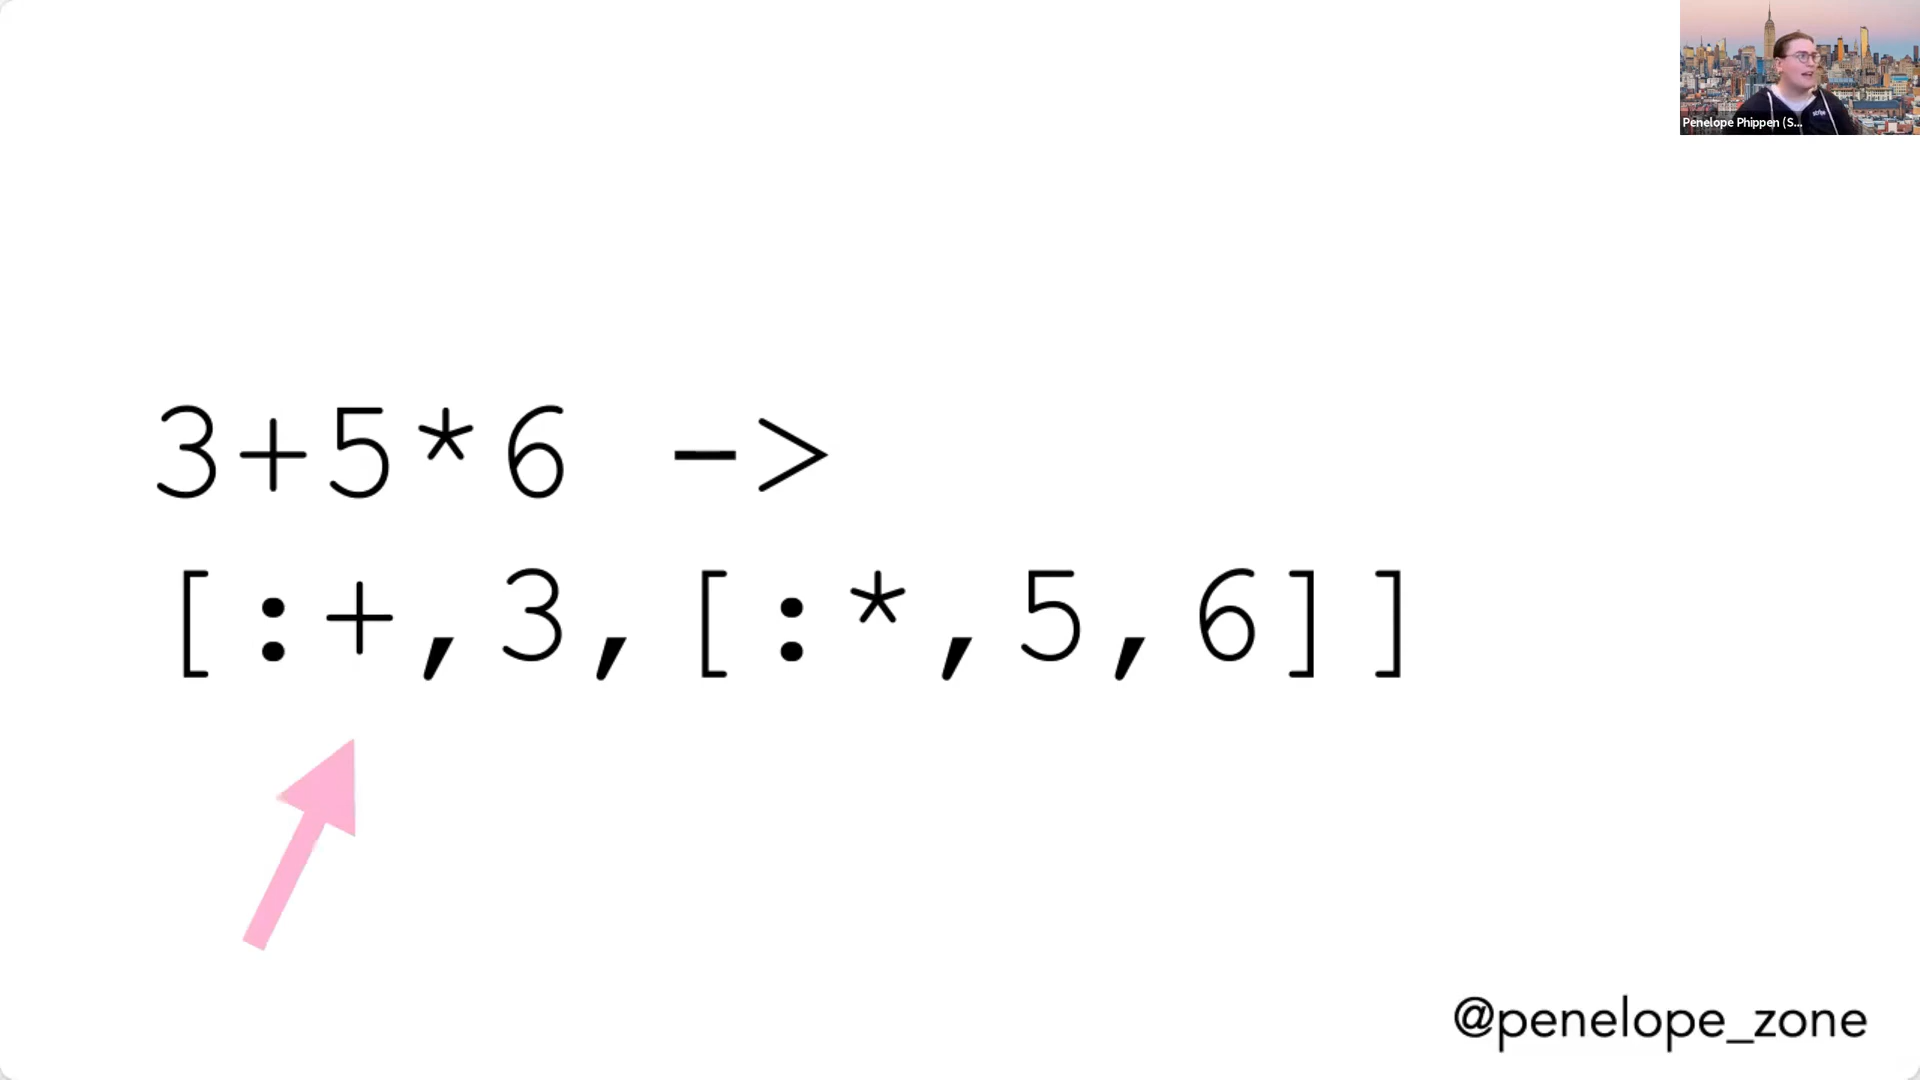 Penelope Phippen (S...
3+5*6 ->
[:+,3,[:*,5,6]]
@penelope_zone